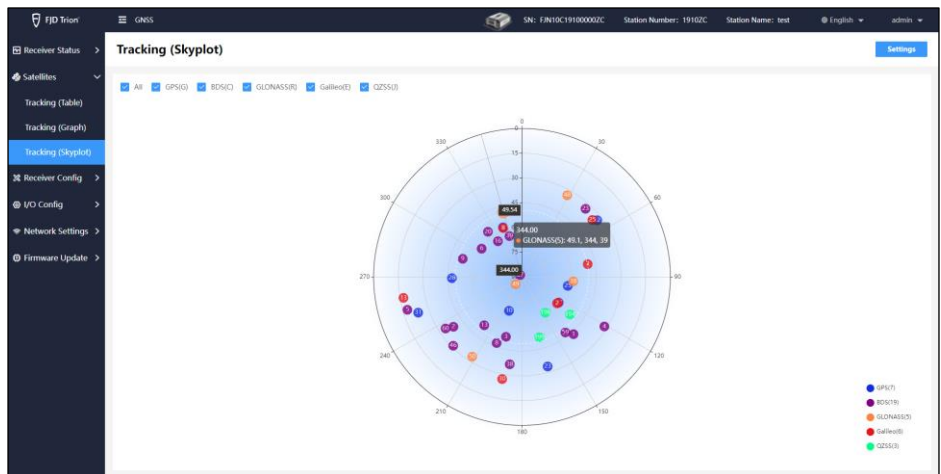 FJD Trion
GNSS
SN: FJN10C19100000ZC
Station Number: 1910ZC
Station Name: test
English
admin
Receiver Status
Satellites
Tracking (Table)
Tracking (Graph)
Tracking (Skyplot)
Receiver Config
I/O Config
Network Settings
Firmware Update
Tracking (Skyplot)
Settings
All
GPS(G)
BDS(C)
GLONASS(R)
Galileo(E)
QZSS(J)
0
0
330
30
15
30
300
60
49.54
344.00
GLONASS(5): 49.1, 344, 39
75
344.00
270
90
240
120
210
150
180
GPS(7)
BDS(19)
GLONASS(5)
Galileo(8)
QZSS(3)